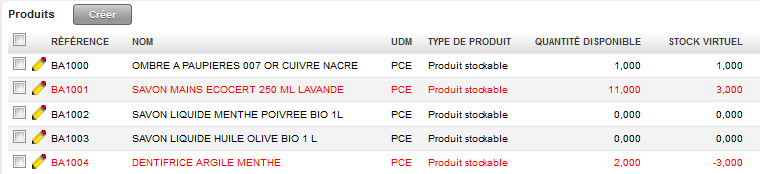 Produits Créer
RÉFÉRENCE NOM UDM TYPE DE PRODUIT QUANTITÉ DISPONIBLE STOCK VIRTUEL
BA1000 OMBRE A PAUPIERES 007 OR CUIVRE NACRE PCE Produit stockable 1,000 1,000
BA1001 SAVON MAINS ECOCERT 250 ML LAVANDE PCE Produit stockable 11,000 3,000
BA1002 SAVON LIQUIDE MENTHE POIVREE BIO 1L PCE Produit stockable 0,000 0,000
BA1003 SAVON LIQUIDE HUILE OLIVE BIO 1 L PCE Produit stockable 0,000 0,000
BA1004 DENTIFRICE ARGILE MENTHE PCE Produit stockable 2,000 -3,000